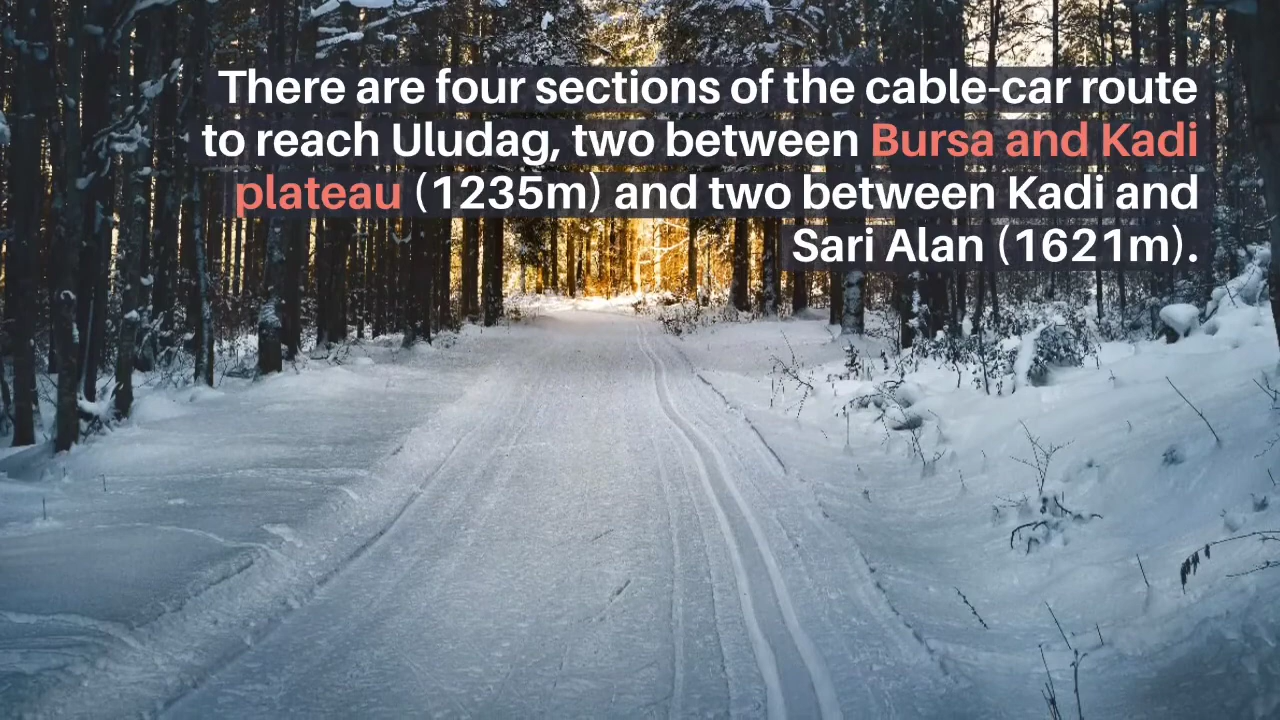 There are four sections of the cable-car route
to reach Uludag, two between Bursa and Kadi
plateau (1235m) and two between Kadi and
Sari Alan (1621m).